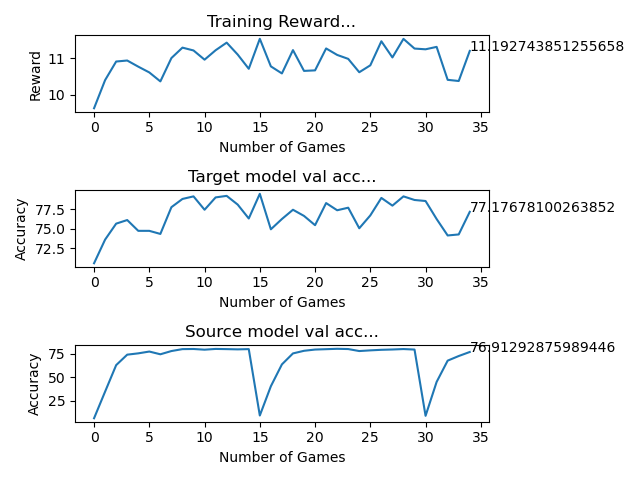 Training Reward...
11.192743851255658
11
10
Reward
0 5 10 15 20 25 30 35
Number of Games
Target model val acc...
77.17678100263852
77.5
75.0
72.5
Accuracy
0 5 10 15 20 25 30 35
Number of Games
Source model val acc...
76.91292875989446
75
50
25
Accuracy
0 5 10 15 20 25 30 35
Number of Games